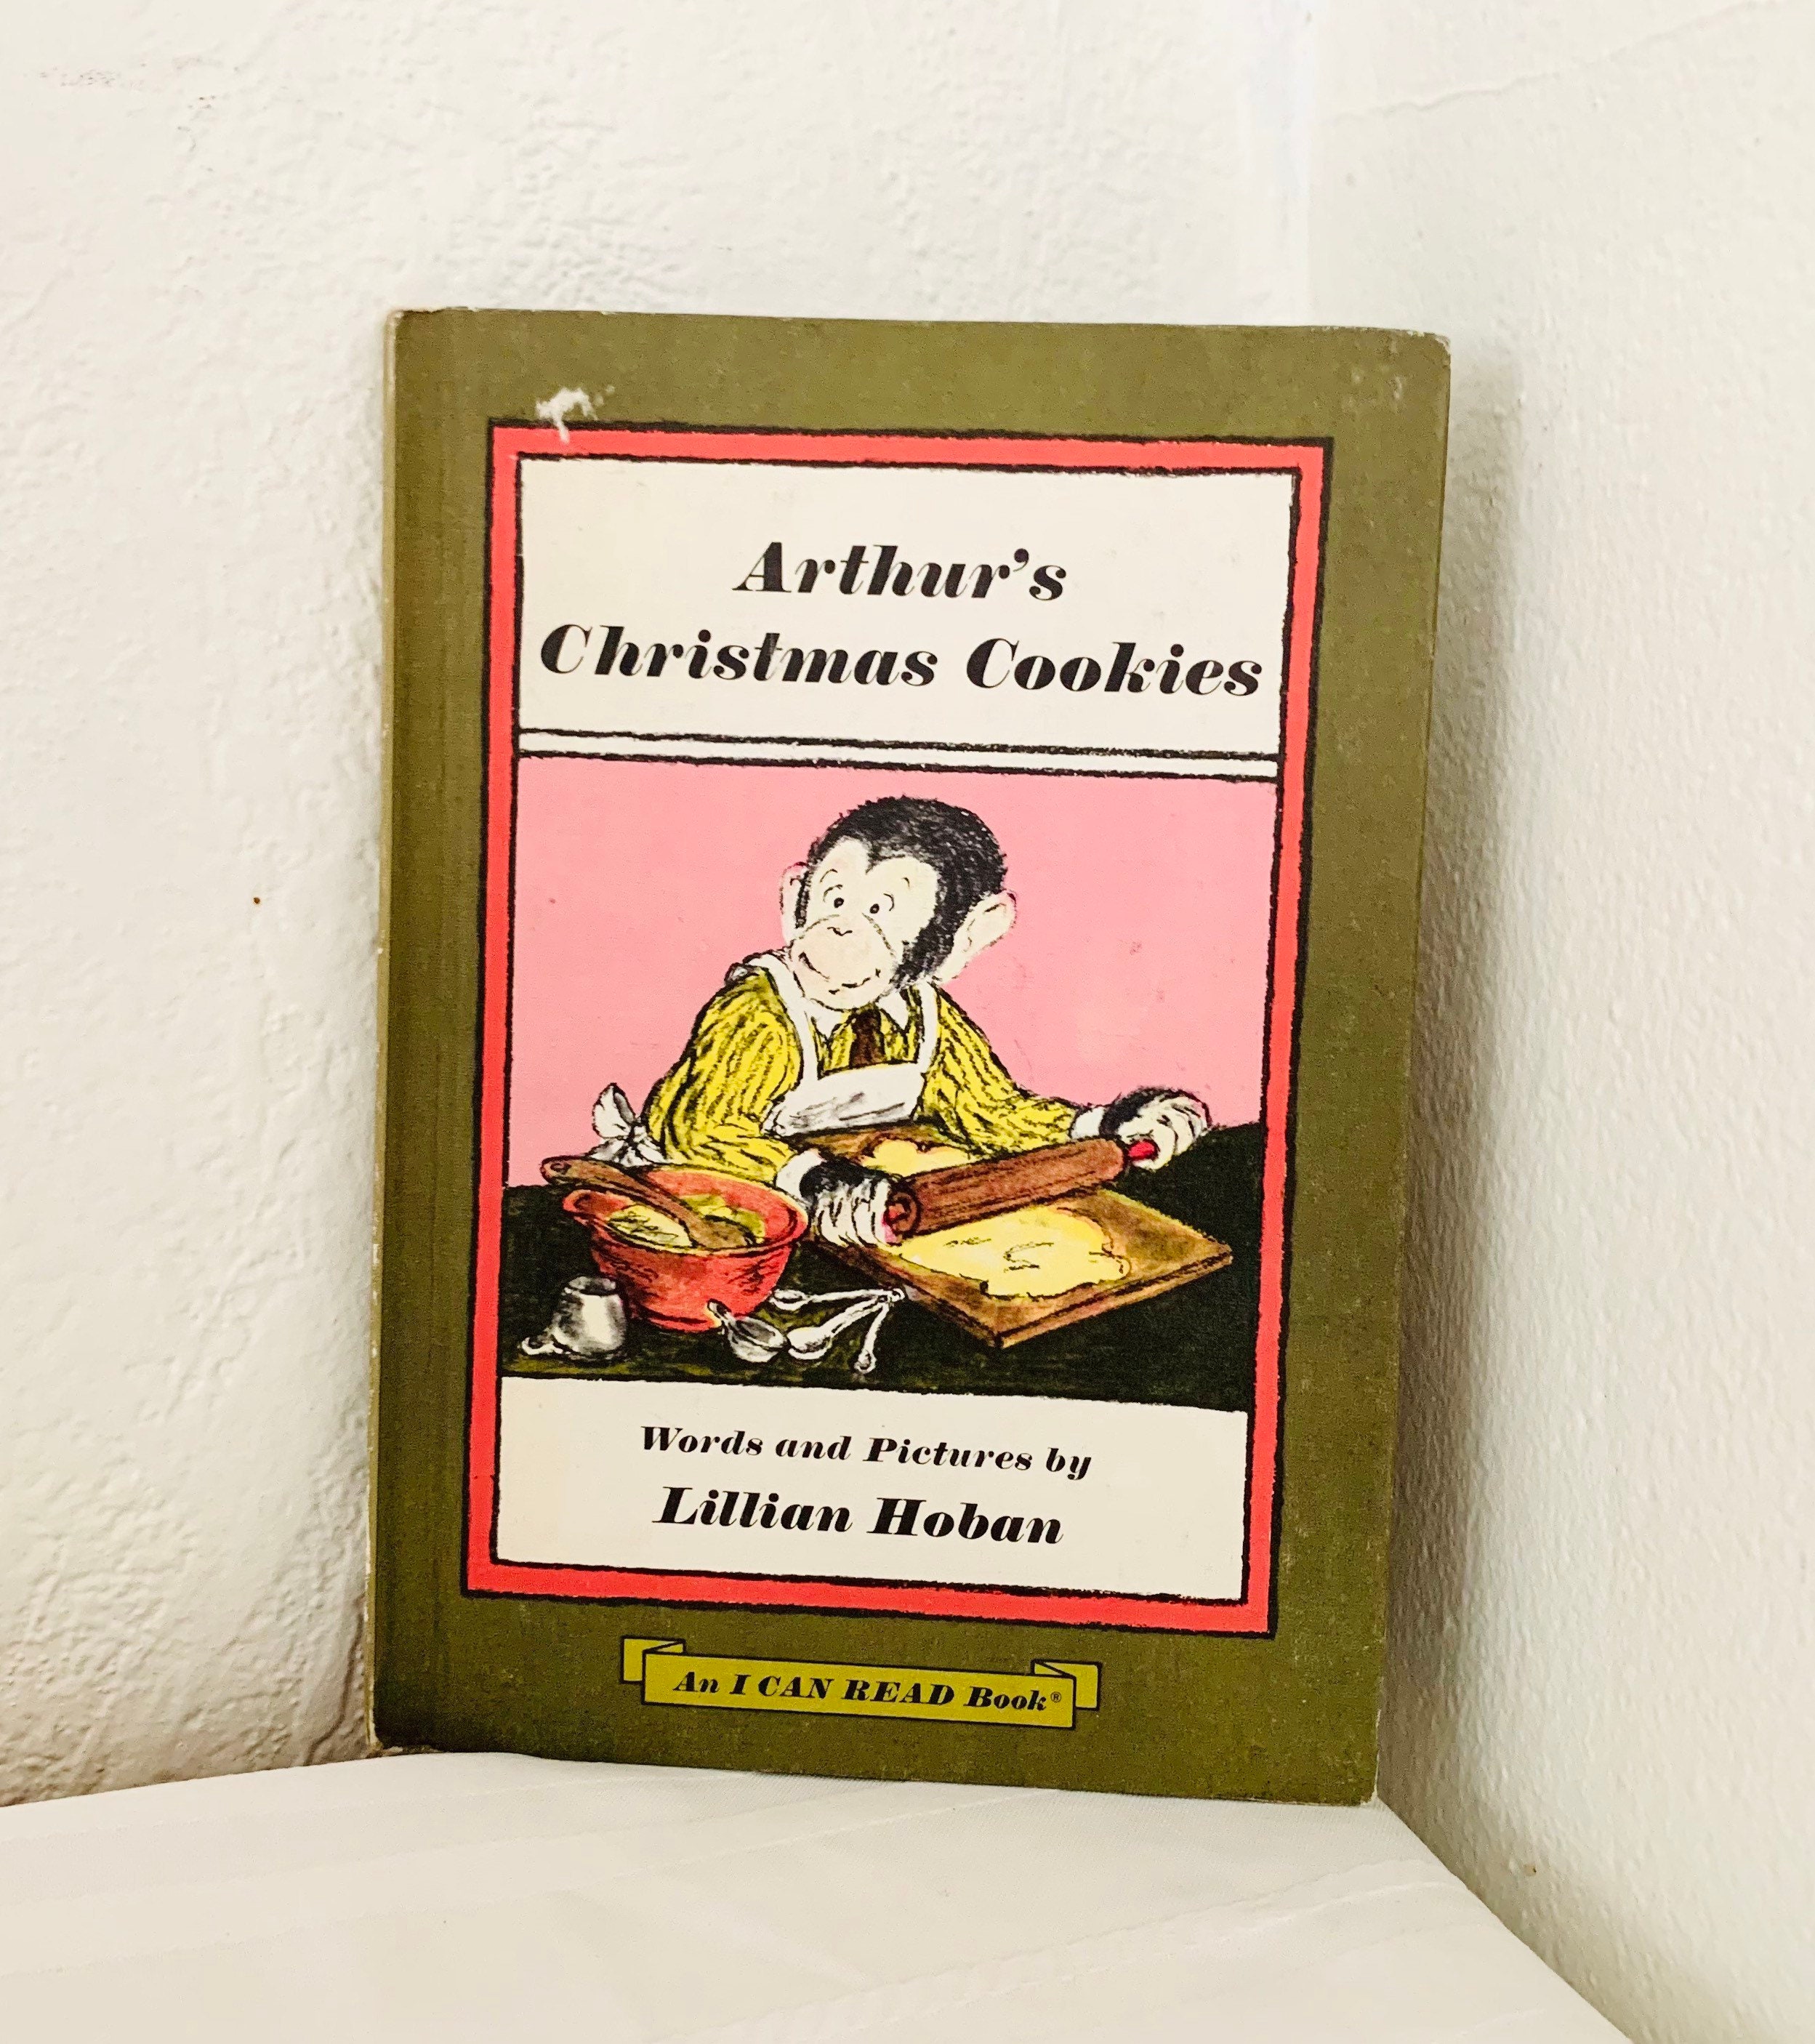 Arthur's
Christmas Cookies
Words and Pictures by
Lillian Hoban
An I CAN READ Book®